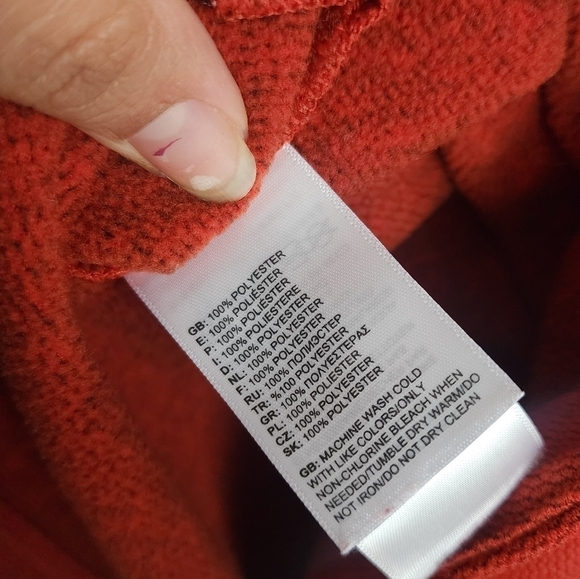 GB: 100% POLYESTER
E: 100% POLIÉSTER
P: 100% POLIÉSTER
I: 100% POLIESTERE
D: 100% POLYESTER
NL: 100% POLYESTER
F: 100% POLYESTER
RU: 100% ПОЛИЭСТЕР
TR: %100 POLYESTER
GR: 100% ΠΟΛΥΕΣΤΕΡΑΣ
PL: 100% POLIESTER
CZ: 100% POLYESTER
SK: 100% POLYESTER
GB: MACHINE WASH COLD
WITH LIKE COLORS/ONLY
NON-CHLORINE BLEACH WHEN
NEEDED/TUMBLE DRY WARM/DO
NOT IRON/DO NOT DRY CLEAN